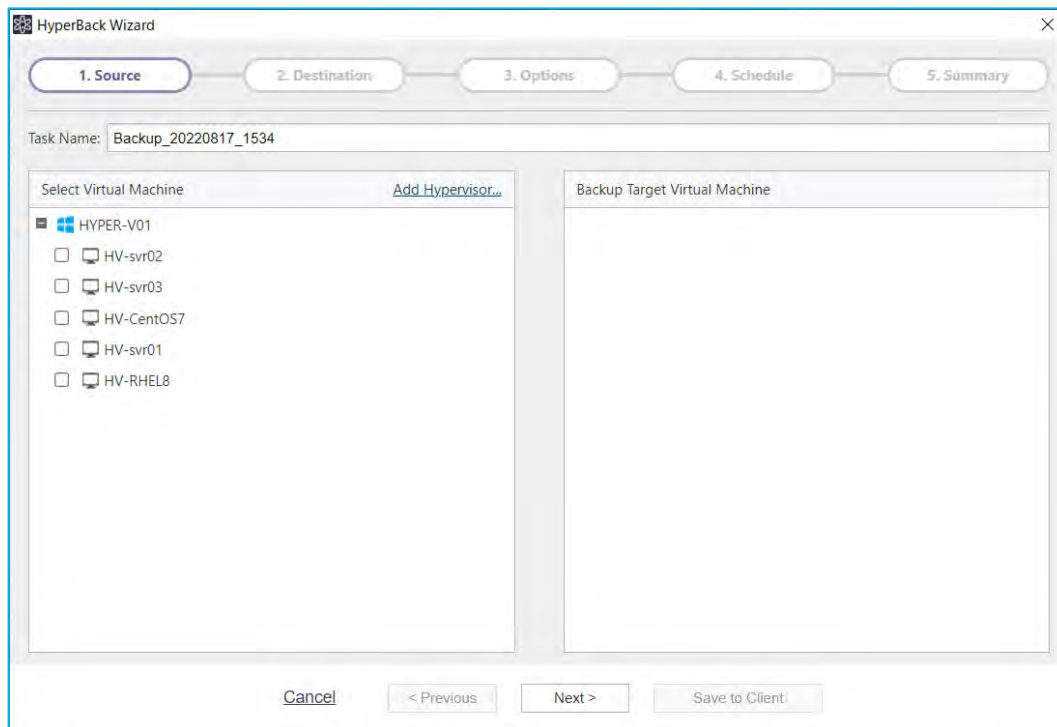 HyperBack Wizard
1. Source 2. Destination 3. Options 4. Schedule 5. Summary
Task Name: Backup_20220817_1534
Select Virtual Machine Add Hypervisor... Backup Target Virtual Machine
HYPER-V01
HV-svr02
HV-svr03
HV-CentOS7
HV-svr01
HV-RHEL8
Cancel < Previous Next > Save to Client